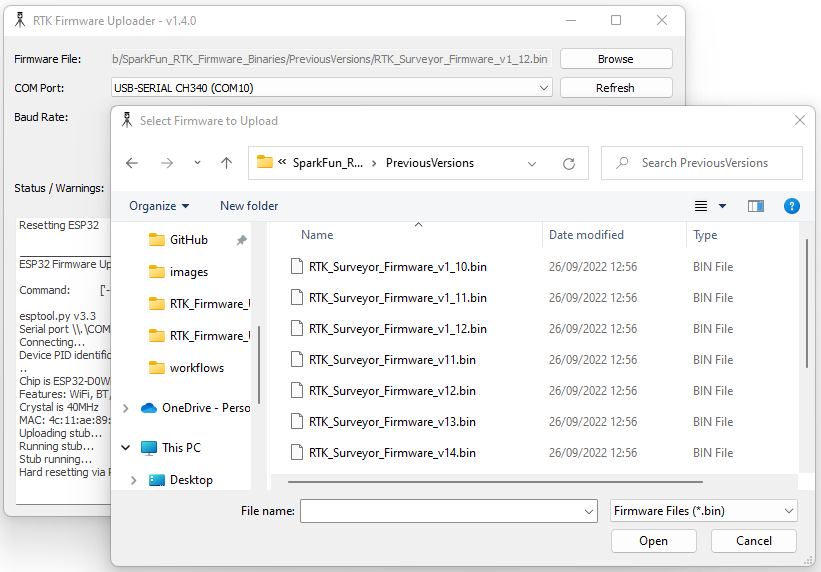 RTK Firmware Uploader - v1.4.0
Firmware File:
b/SparkFun_RTK_Firmware_Binaries/PreviousVersions/RTK_Surveyor_Firmware_v1_12.bin
Browse
COM Port:
USB-SERIAL CH340 (COM10)
Refresh
Baud Rate:
Status / Warnings:
Resetting ESP32
ESP32 Firmware Up
Command: ['-
esptool.py v3.3
Serial port \\.\COM
Connecting...
Device PID identific
..
Chip is ESP32-D0W
Features: WiFi, BT,
Crystal is 40MHz
MAC: 4c:11:ae:89:
Uploading stub...
Running stub...
Stub running...
Hard resetting via R
Select Firmware to Upload
« SparkFun_R... › PreviousVersions
Search PreviousVersions
Organize
New folder
GitHub
images
RTK_Firmware_U
RTK_Firmware_U
workflows
OneDrive - Perso
This PC
Desktop
Name Date modified Type
RTK_Surveyor_Firmware_v1_10.bin 26/09/2022 12:56 BIN File
RTK_Surveyor_Firmware_v1_11.bin 26/09/2022 12:56 BIN File
RTK_Surveyor_Firmware_v1_12.bin 26/09/2022 12:56 BIN File
RTK_Surveyor_Firmware_v11.bin 26/09/2022 12:56 BIN File
RTK_Surveyor_Firmware_v12.bin 26/09/2022 12:56 BIN File
RTK_Surveyor_Firmware_v13.bin 26/09/2022 12:56 BIN File
RTK_Surveyor_Firmware_v14.bin 26/09/2022 12:56 BIN File
File name:
Firmware Files (*.bin)
Open
Cancel